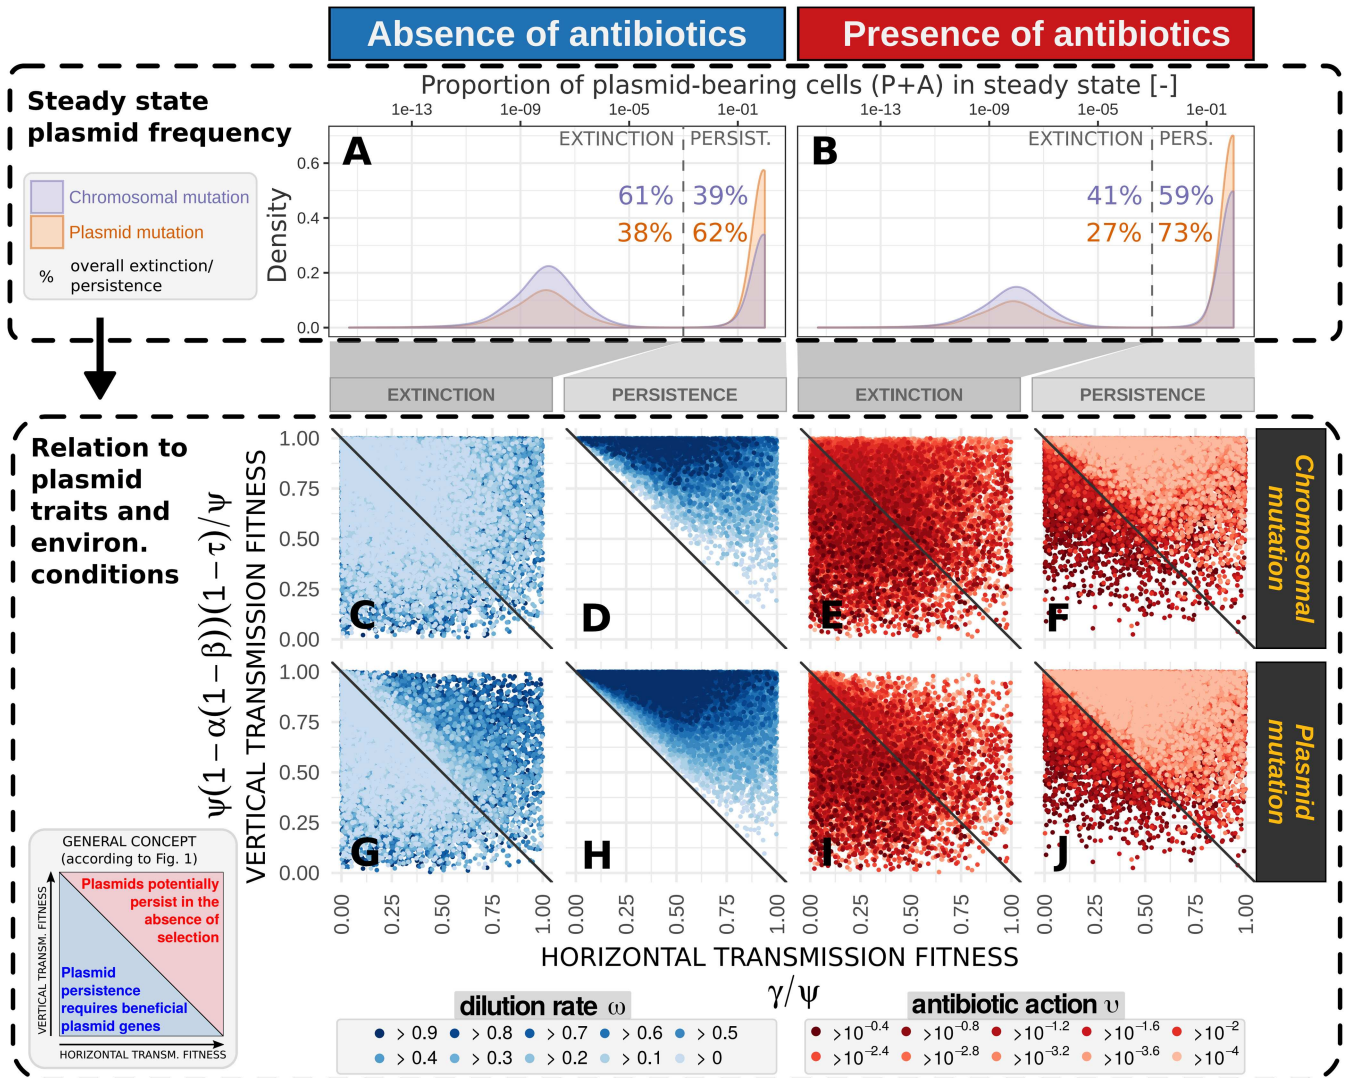 Absence of antibiotics
Presence of antibiotics
Steady state
plasmid frequency
Proportion of plasmid-bearing cells (P+A) in steady state [-]
1e-13 1e-09 1e-05 1e-01
1e-13 1e-09 1e-05 1e-01
Chromosomal mutation
Plasmid mutation
% overall extinction/
persistence
Density
0.6
0.4
0.2
0.0
A
EXTINCTION PERSIST.
61% 39%
38% 62%
B
EXTINCTION PERS.
41% 59%
27% 73%
EXTINCTION
PERSISTENCE
EXTINCTION
PERSISTENCE
Relation to
plasmid
traits and
environ.
conditions
ψ(1−α(1−β))(1−τ)/ψ
VERTICAL TRANSMISSION FITNESS
1.00
0.75
0.50
0.25
0.00
C
D
E
F
Chromosomal
mutation
1.00
0.75
0.50
0.25
0.00
G
H
I
J
Plasmid
mutation
0.00 0.25 0.50 0.75 1.00
0.00 0.25 0.50 0.75 1.00
0.00 0.25 0.50 0.75 1.00
0.00 0.25 0.50 0.75 1.00
HORIZONTAL TRANSMISSION FITNESS
γ/ψ
GENERAL CONCEPT
(according to Fig. 1)
VERTICAL TRANSM. FITNESS
Plasmids potentially
persist in the
absence of
selection
Plasmid
persistence
requires beneficial
plasmid genes
HORIZONTAL TRANSM. FITNESS
dilution rate ω
> 0.9 > 0.8 > 0.7 > 0.6 > 0.5
> 0.4 > 0.3 > 0.2 > 0.1 > 0
antibiotic action υ
>10^−0.4 >10^−0.8 >10^−1.2 >10^−1.6 >10^−2
>10^−2.4 >10^−2.8 >10^−3.2 >10^−3.6 >10^−4